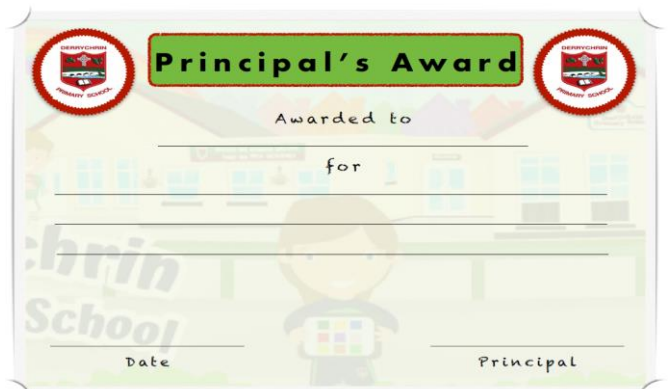 DERRYCHRIN
PRIMARY SCHOOL
Principal's Award
DERRYCHRIN
PRIMARY SCHOOL
Awarded to
for
chrin
School
Date
Principal